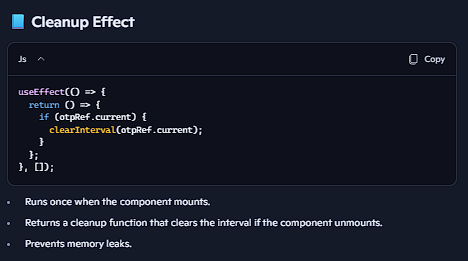 Cleanup Effect
Js
Copy
useEffect(() => {
  return () => {
    if (otpRef.current) {
      clearInterval(otpRef.current);
    }
  };
}, []);
• Runs once when the component mounts.
• Returns a cleanup function that clears the interval if the component unmounts.
• Prevents memory leaks.